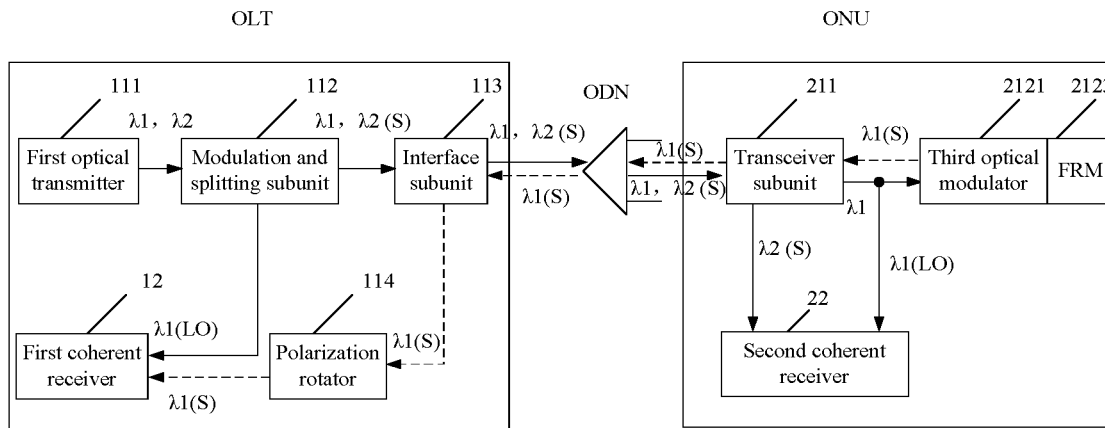 OLT
ONU
ODN
111
112
113
211
2121
2123
λ1, λ2
λ1, λ2 (S)
λ1, λ2 (S)
λ1(S)
λ1(S)
First optical
transmitter
Modulation and
splitting subunit
Interface
subunit
Transceiver
subunit
Third optical
modulator
FRM
λ1(S)
λ1, λ2 (S)
λ1
λ2 (S)
λ1(LO)
12
114
22
λ1(LO)
λ1(S)
First coherent
receiver
Polarization
rotator
Second coherent
receiver
λ1(S)